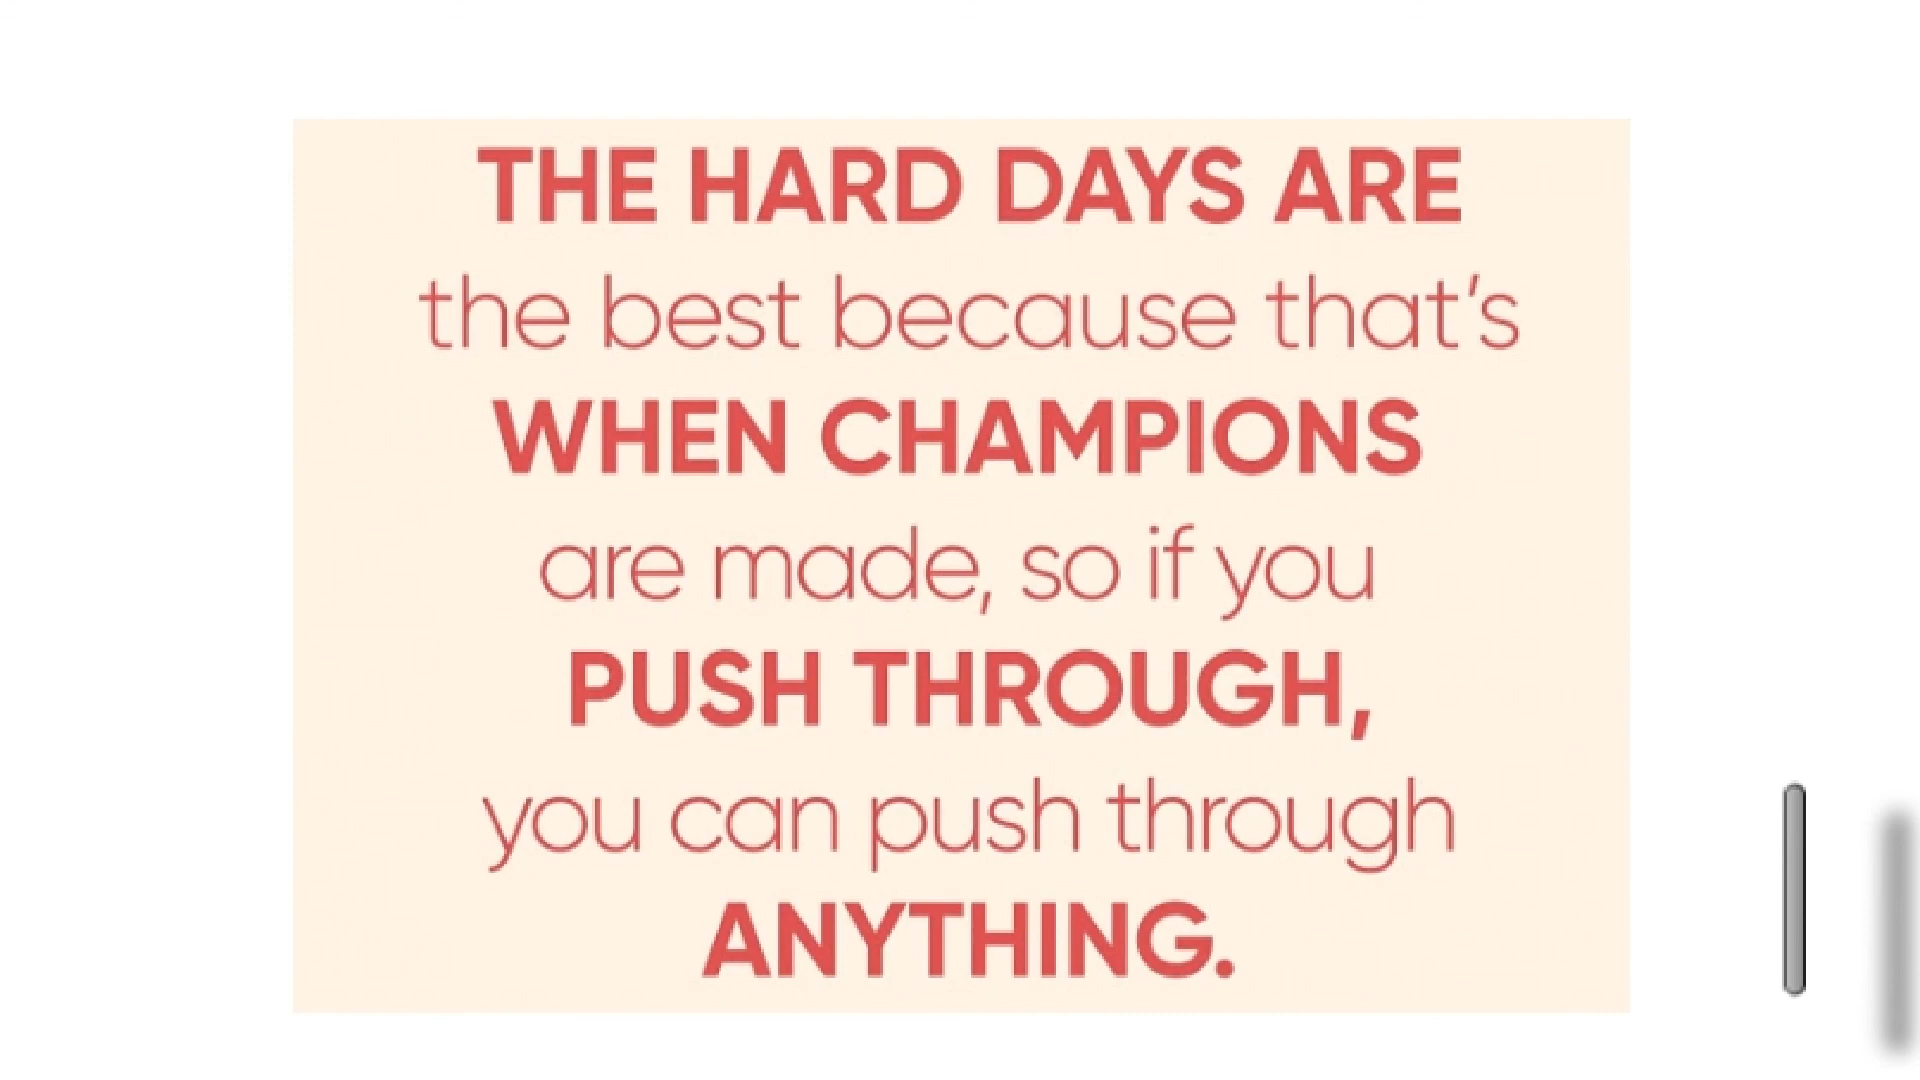 THE HARD DAYS ARE
the best because that’s
WHEN CHAMPIONS
are made, so if you
PUSH THROUGH,
you can push through
ANYTHING.